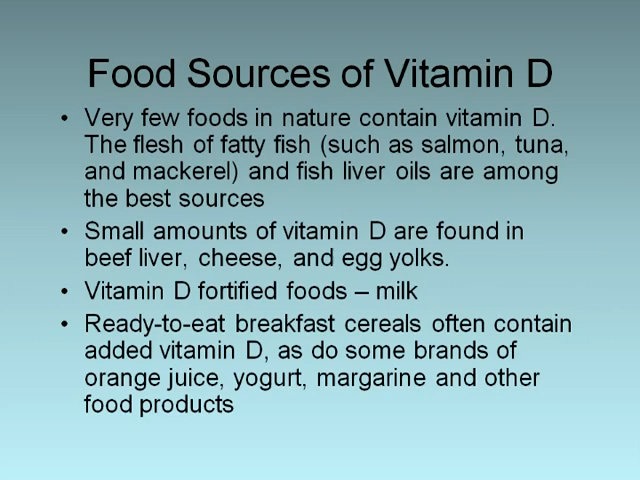 Food Sources of Vitamin D
• Very few foods in nature contain vitamin D.
The flesh of fatty fish (such as salmon, tuna,
and mackerel) and fish liver oils are among
the best sources
• Small amounts of vitamin D are found in
beef liver, cheese, and egg yolks.
• Vitamin D fortified foods – milk
• Ready-to-eat breakfast cereals often contain
added vitamin D, as do some brands of
orange juice, yogurt, margarine and other
food products